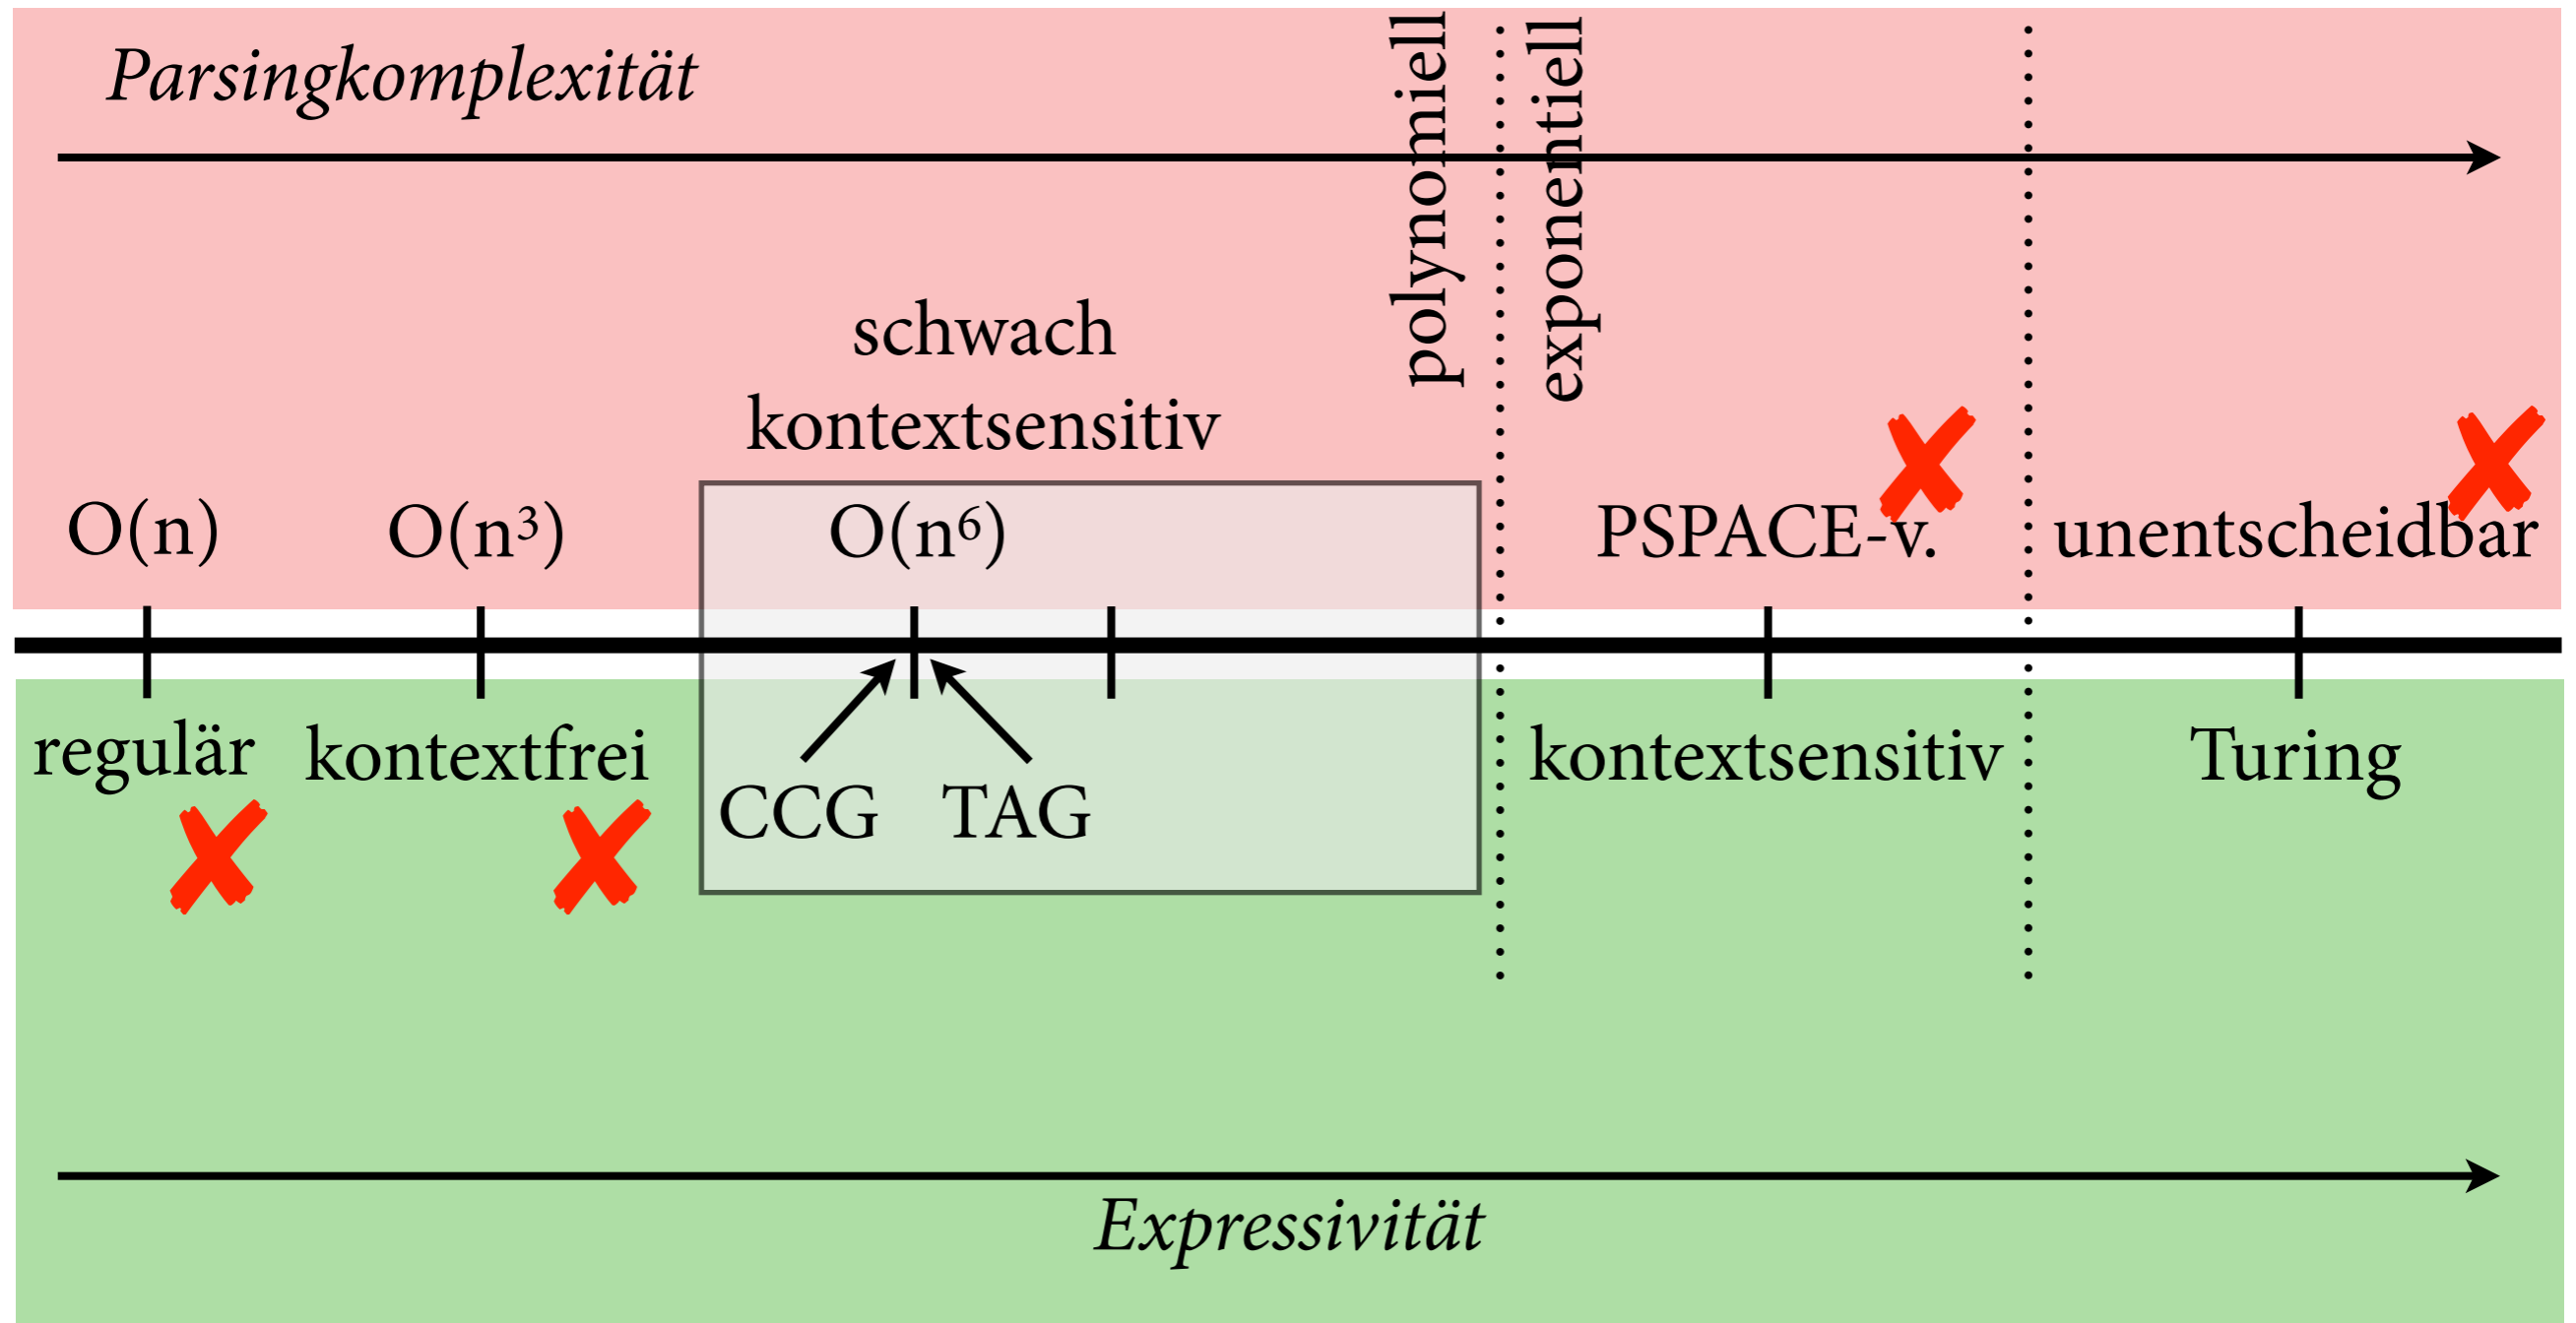 Parsingkomplexität
polynomiell
exponentiell
schwach
kontextsensitiv
O(n)
O(n³)
O(n⁶)
PSPACE-v.
unentscheidbar
regulär
kontextfrei
CCG
TAG
kontextsensitiv
Turing
Expressivität